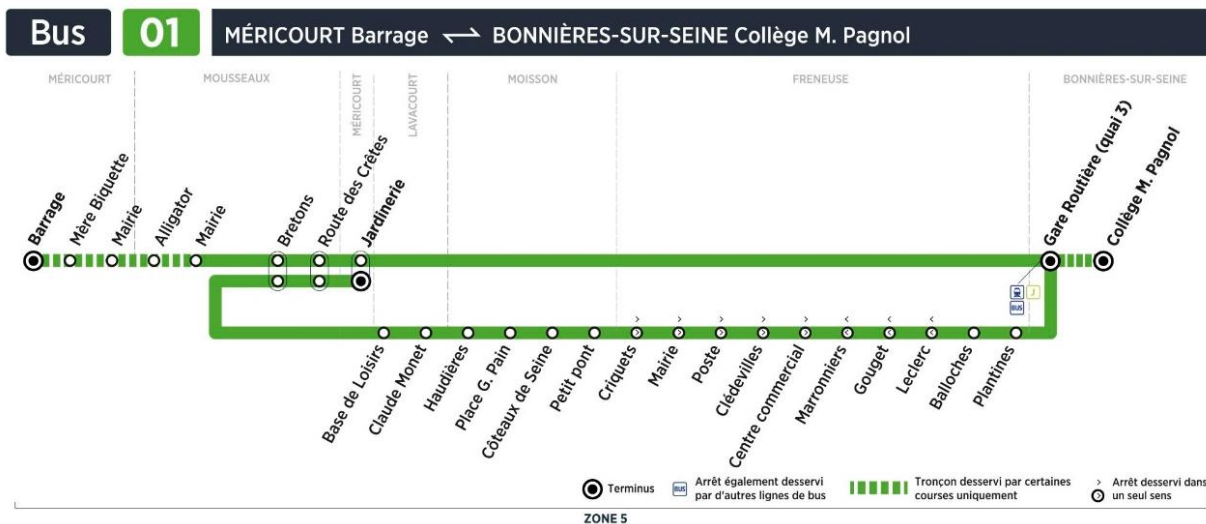 Bus 01 MÉRICOURT Barrage BONNIÈRES-SUR-SEINE Collège M. Pagnol
MÉRICOURT
MOUSSEAUX
MÉRICOURT
LAVACOURT
MOISSON
FRENEUSE
BONNIÈRES-SUR-SEINE
Barrage
Mère Biquette
Mairie
Alligator
Mairie
Bretons
Route des Crêtes
Jardinerie
Gare Routière (quai 3)
Collège M. Pagnol
J
BUS
Base de Loisirs
Claude Monet
Haudières
Place G. Pain
Côteaux de Seine
Petit pont
Criquets
Mairie
Poste
Clédevilles
Centre commercial
Marronniers
Gouget
Leclerc
Balloches
Plantines
Terminus
BUS
Arrêt également desservi
par d'autres lignes de bus
Tronçon desservi par certaines
courses uniquement
Arrêt desservi dans
un seul sens
ZONE 5